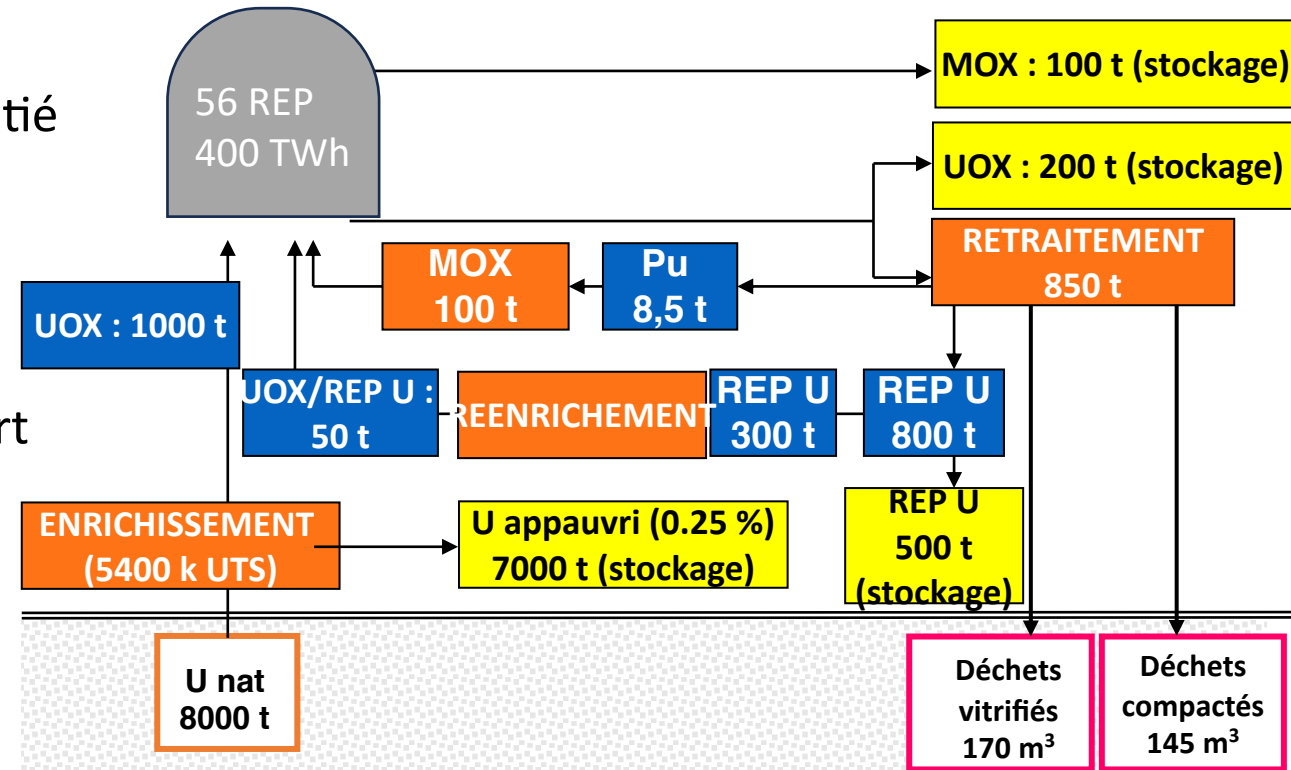 tié
rt
56 REP
400 TWh
MOX : 100 t (stockage)
UOX : 200 t (stockage)
RETRAITEMENT
850 t
MOX
100 t
Pu
8,5 t
UOX : 1000 t
UOX/REP U :
50 t
REENRICHEMENT
REP U
300 t
REP U
800 t
ENRICHISSEMENT
(5400 k UTS)
U appauvri (0.25 %)
7000 t (stockage)
REP U
500 t
(stockage)
U nat
8000 t
Déchets
vitrifiés
170 m³
Déchets
compactés
145 m³